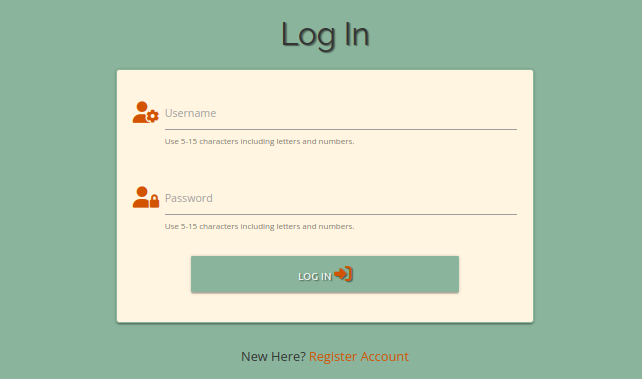 Log In
Username
Use 5-15 characters including letters and numbers.
Password
Use 5-15 characters including letters and numbers.
LOG IN
New Here? Register Account